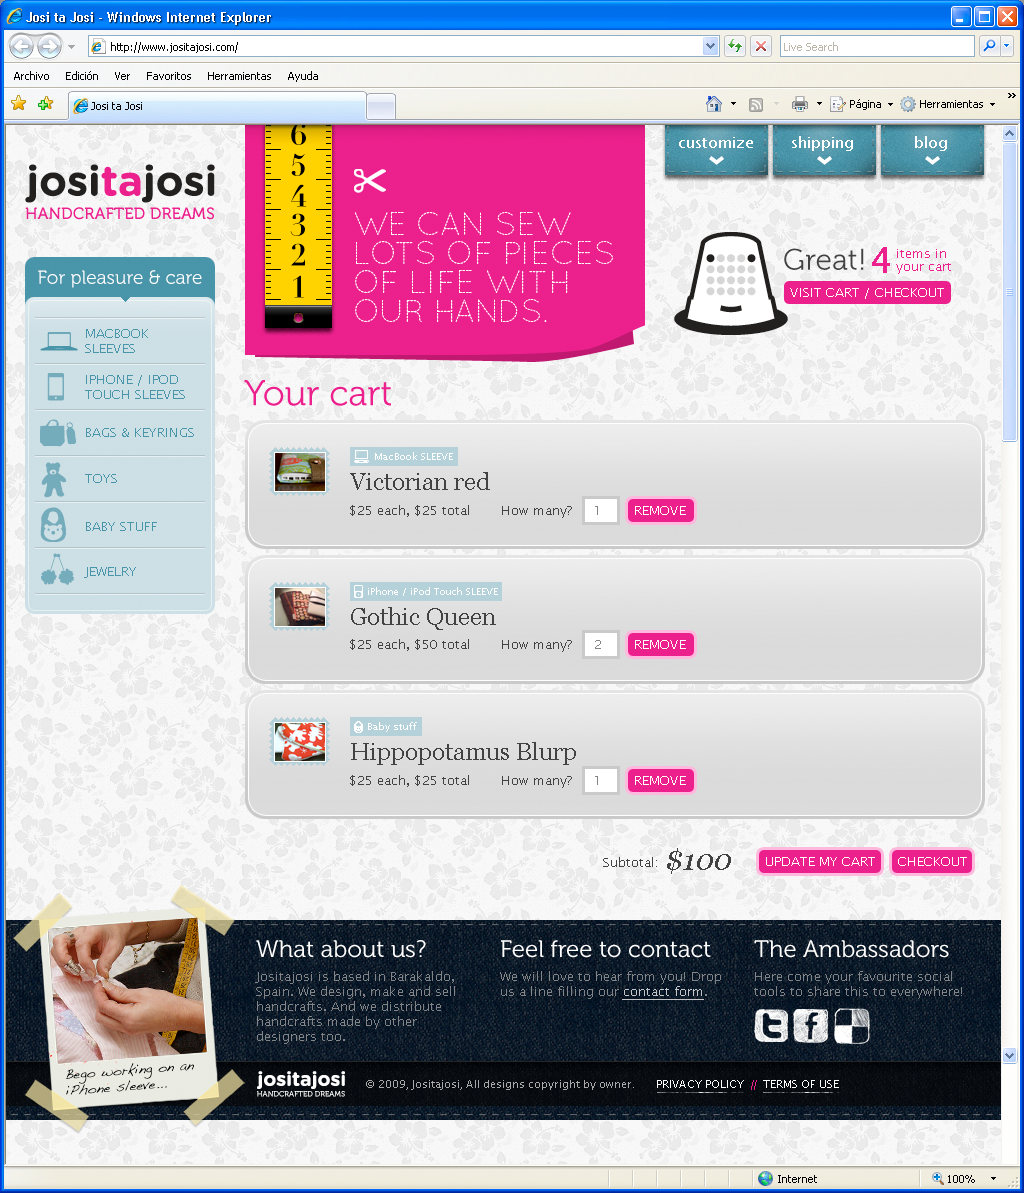 Josi ta Josi - Windows Internet Explorer
http://www.jositajosi.com/
Live Search
Archivo Edición Ver Favoritos Herramientas Ayuda
Josi ta Josi
Página Herramientas »
jositajosi
HANDCRAFTED DREAMS
6
5
4
3
2
1
WE CAN SEW
LOTS OF PIECES
OF LIFE WITH
OUR HANDS.
customize shipping blog
Great! 4 items in
your cart
VISIT CART / CHECKOUT
For pleasure & care
MACBOOK
SLEEVES
IPHONE / IPOD
TOUCH SLEEVES
BAGS & KEYRINGS
TOYS
BABY STUFF
JEWELRY
Your cart
MacBook SLEEVE
Victorian red
$25 each, $25 total How many? 1 REMOVE
iPhone / iPod Touch SLEEVE
Gothic Queen
$25 each, $50 total How many? 2 REMOVE
Baby stuff
Hippopotamus Blurp
$25 each, $25 total How many? 1 REMOVE
Subtotal: $100 UPDATE MY CART CHECKOUT
Bego working on an
iPhone sleeve...
What about us?
Jositajosi is based in Barakaldo,
Spain. We design, make and sell
handcrafts. And we distribute
handcrafts made by other
designers too.
Feel free to contact
We will love to hear from you! Drop
us a line filling our contact form.
The Ambassadors
Here come your favourite social
tools to share this to everywhere!
t f
jositajosi
HANDCRAFTED DREAMS
© 2009, Jositajosi, All designs copyright by owner. PRIVACY POLICY // TERMS OF USE
Internet 100%